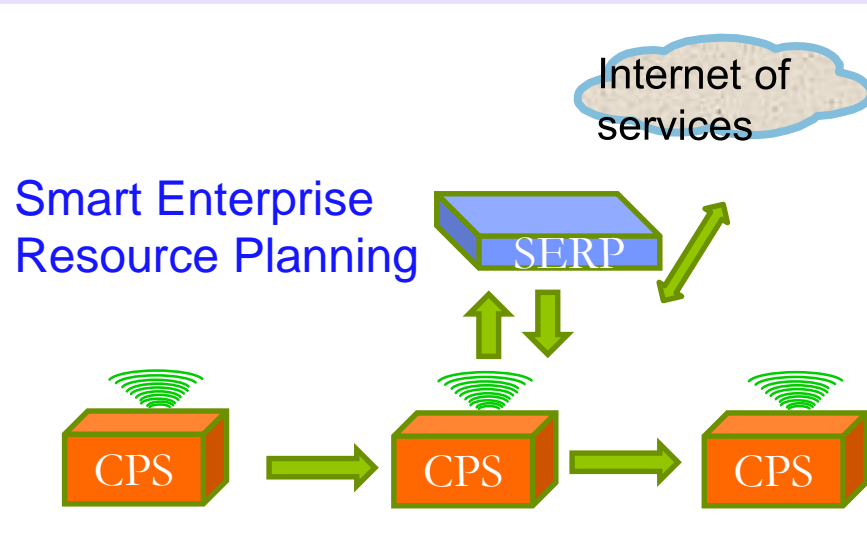 Internet of
services
Smart Enterprise
Resource Planning
SERP
CPS
CPS
CPS